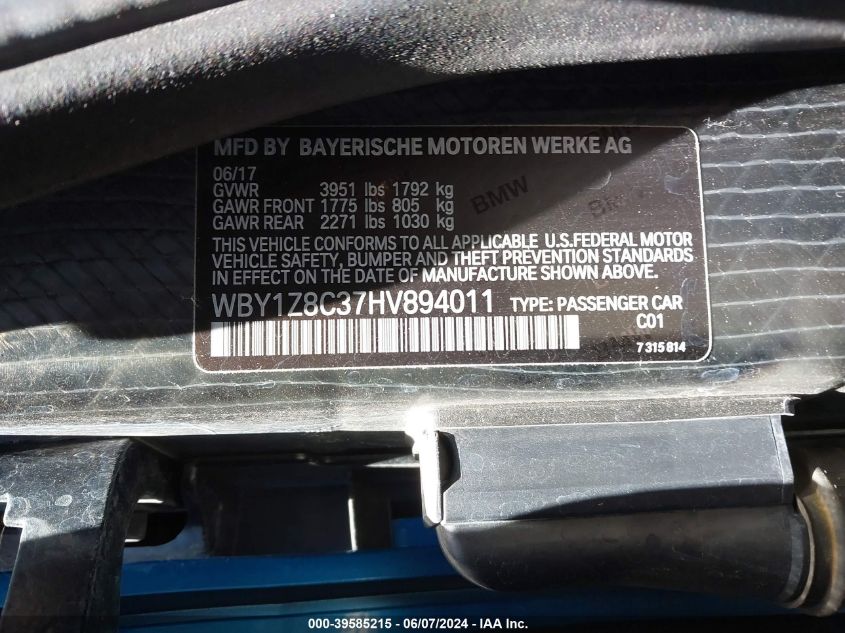 MFD BY BAYERISCHE MOTOREN WERKE AG
06/17
GVWR 3951 lbs 1792 kg
GAWR FRONT 1775 lbs 805 kg
GAWR REAR 2271 lbs 1030 kg
THIS VEHICLE CONFORMS TO ALL APPLICABLE U.S.FEDERAL MOTOR
VEHICLE SAFETY, BUMPER AND THEFT PREVENTION STANDARDS
IN EFFECT ON THE DATE OF MANUFACTURE SHOWN ABOVE.
WBY1Z8C37HV894011 TYPE: PASSENGER CAR
C01
7315814
BMW
BMW
000-39585215 - 06/07/2024 - IAA Inc.